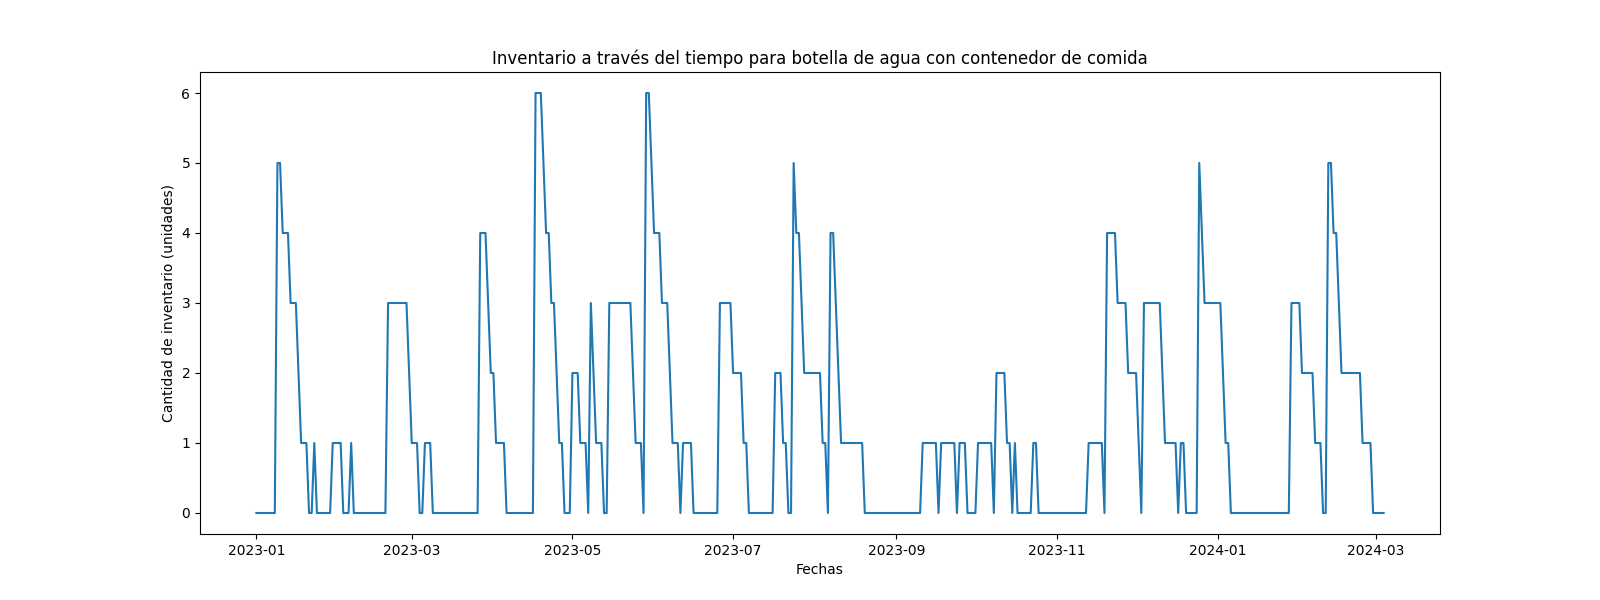 Inventario a través del tiempo para botella de agua con contenedor de comida
Cantidad de inventario (unidades)
6
5
4
3
2
1
0
2023-01 2023-03 2023-05 2023-07 2023-09 2023-11 2024-01 2024-03
Fechas